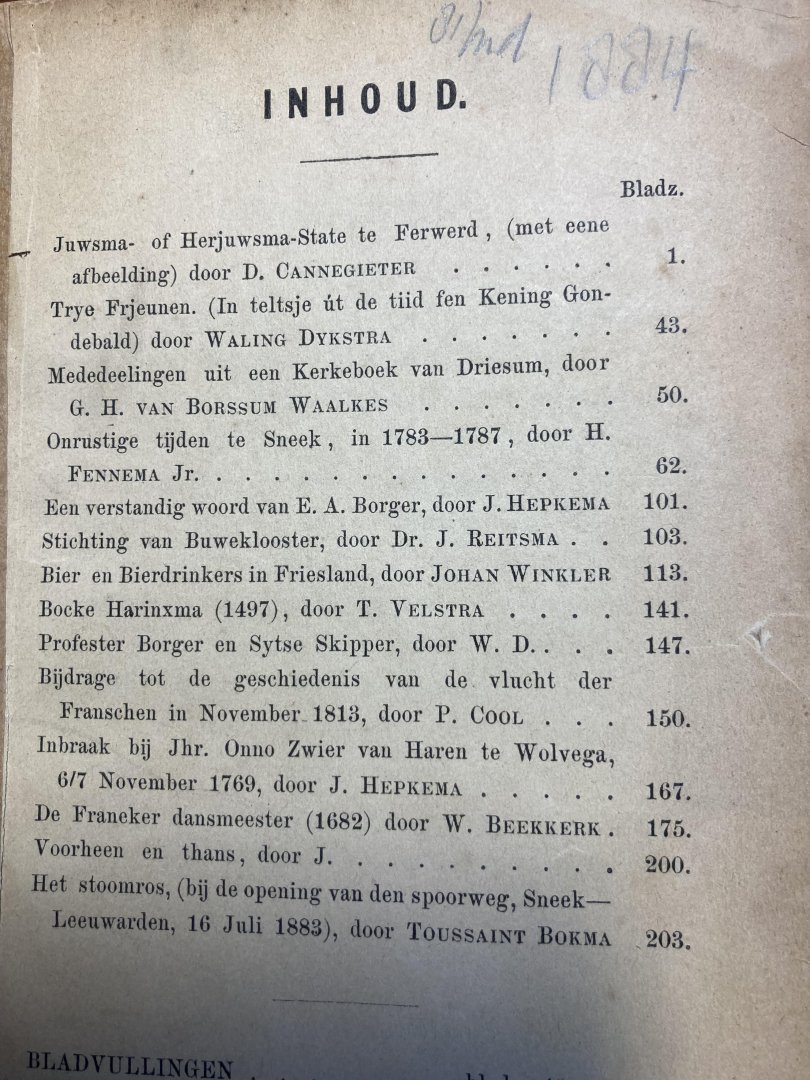 1884
INHOUD.
Bladz.
Juwsma- of Herjuwsma-State te Ferwerd, (met eene
afbeelding) door D. CANNEGIETER . . . . . . 1.
Trye Frjeunen. (In teltsje út de tiid fen Kening Gon-
debald) door WALING DYKSTRA . . . . . . . 43.
Mededeelingen uit een Kerkeboek van Driesum, door
G. H. VAN BORSSUM WAALKES . . . . . . . 50.
Onrustige tijden te Sneek, in 1783—1787, door H.
FENNEMA Jr. . . . . . . . . . . . . . . 62.
Een verstandig woord van E. A. Borger, door J. HEPKEMA 101.
Stichting van Buweklooster, door Dr. J. REITSMA . . 103.
Bier en Bierdrinkers in Friesland, door JOHAN WINKLER 113.
Bocke Harinxma (1497), door T. VELSTRA . . . . 141.
Profester Borger en Sytse Skipper, door W. D. . . . 147.
Bijdrage tot de geschiedenis van de vlucht der
Franschen in November 1813, door P. COOL . . . 150.
Inbraak bij Jhr. Onno Zwier van Haren te Wolvega,
6/7 November 1769, door J. HEPKEMA . . . . . 167.
De Franeker dansmeester (1682) door W. BEEKKERK . 175.
Voorheen en thans, door J. . . . . . . . . . 200.
Het stoomros, (bij de opening van den spoorweg, Sneek—
Leeuwarden, 16 Juli 1883), door TOUSSAINT BOKMA 203.
BLADVULLINGEN